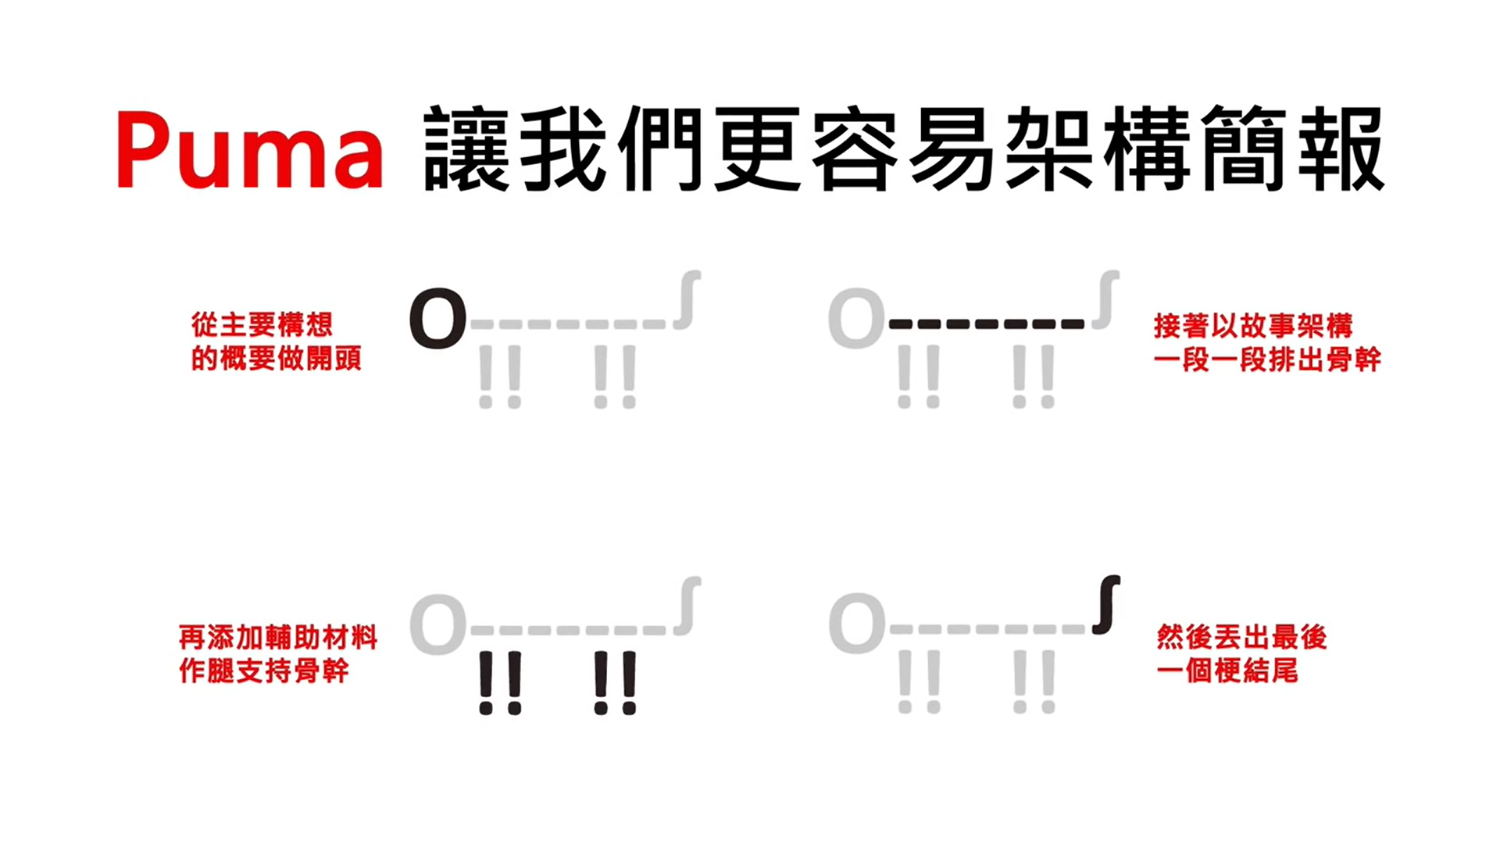 Puma 讓我們更容易架構簡報
從主要構想
的概要做開頭
O-------ʃ
!! !!
O-------ʃ
!! !!
接著以故事架構
一段一段排出骨幹
再添加輔助材料
作腿支持骨幹
O-------ʃ
!! !!
O-------ʃ
!! !!
然後丟出最後
一個梗結尾